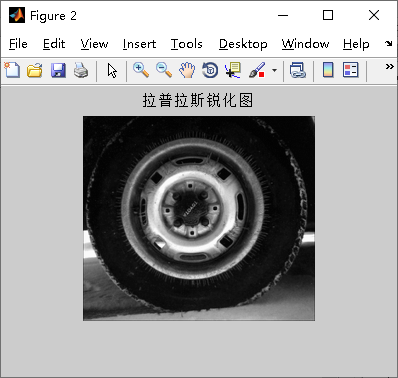 Figure 2
File Edit View Insert Tools Desktop Window Help
拉普拉斯锐化图